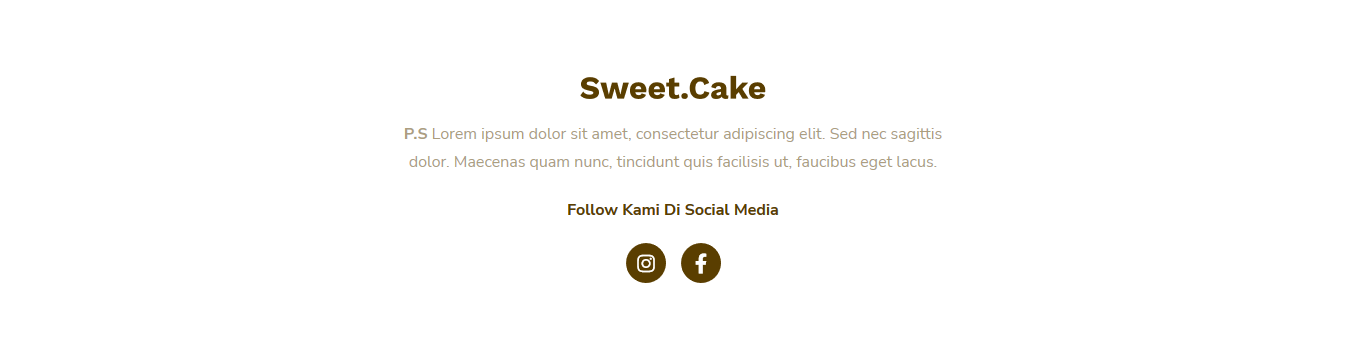 Sweet.Cake
P.S Lorem ipsum dolor sit amet, consectetur adipiscing elit. Sed nec sagittis
dolor. Maecenas quam nunc, tincidunt quis facilisis ut, faucibus eget lacus.
Follow Kami Di Social Media